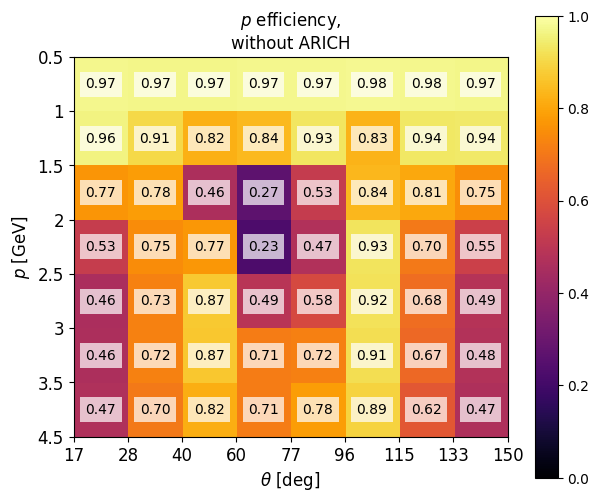 p efficiency,
without ARICH
0.5
0.97 0.97 0.97 0.97 0.97 0.98 0.98 0.97
1
0.96 0.91 0.82 0.84 0.93 0.83 0.94 0.94
1.5
0.77 0.78 0.46 0.27 0.53 0.84 0.81 0.75
2
0.53 0.75 0.77 0.23 0.47 0.93 0.70 0.55
2.5
0.46 0.73 0.87 0.49 0.58 0.92 0.68 0.49
3
0.46 0.72 0.87 0.71 0.72 0.91 0.67 0.48
3.5
0.47 0.70 0.82 0.71 0.78 0.89 0.62 0.47
4.5
17 28 40 60 77 96 115 133 150
θ [deg]
p [GeV]
1.0
0.8
0.6
0.4
0.2
0.0